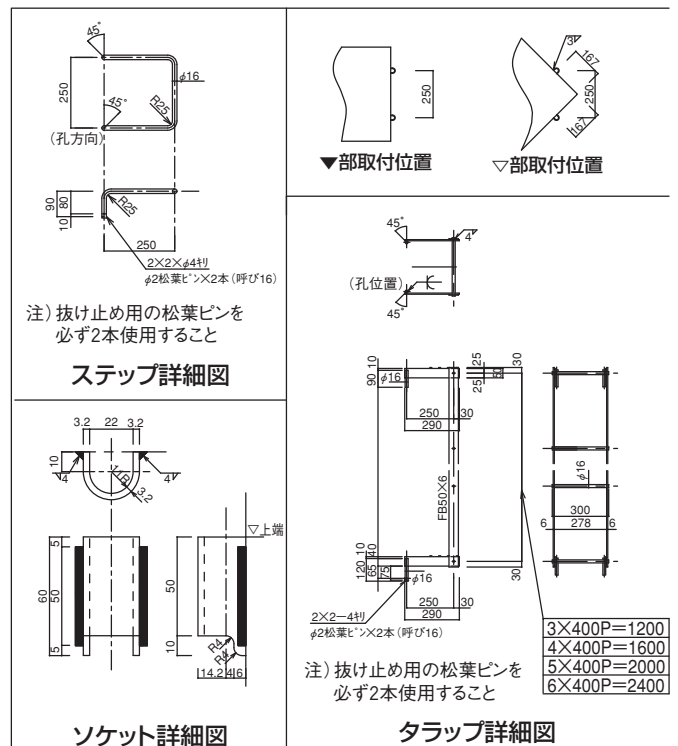 45°
250
φ16
45°
R25
(孔方向)
90
80
10
R25
250
2×2×φ4キリ
φ2松葉ピン×2本(呼び16)
注)抜け止め用の松葉ピンを
必ず2本使用すること
ステップ詳細図
250
▼部取付位置
3
167
250
167
▽部取付位置
45°
4
(孔位置)
45°
10
90
φ16
250
30
290
25
50
25
30
FB50×6
φ16
300
6
278
6
10
40
120
65
75
φ16
250
30
290
30
2×2−4キリ
φ2松葉ピン×2本(呼び16)
3×400P=1200
4×400P=1600
5×400P=2000
6×400P=2400
注)抜け止め用の松葉ピンを
必ず2本使用すること
タラップ詳細図
3.2
22
3.2
10
4
4
11R
3.2
▽上端
5
60
50
5
50
10
R4
R4
14.2
4
6
ソケット詳細図